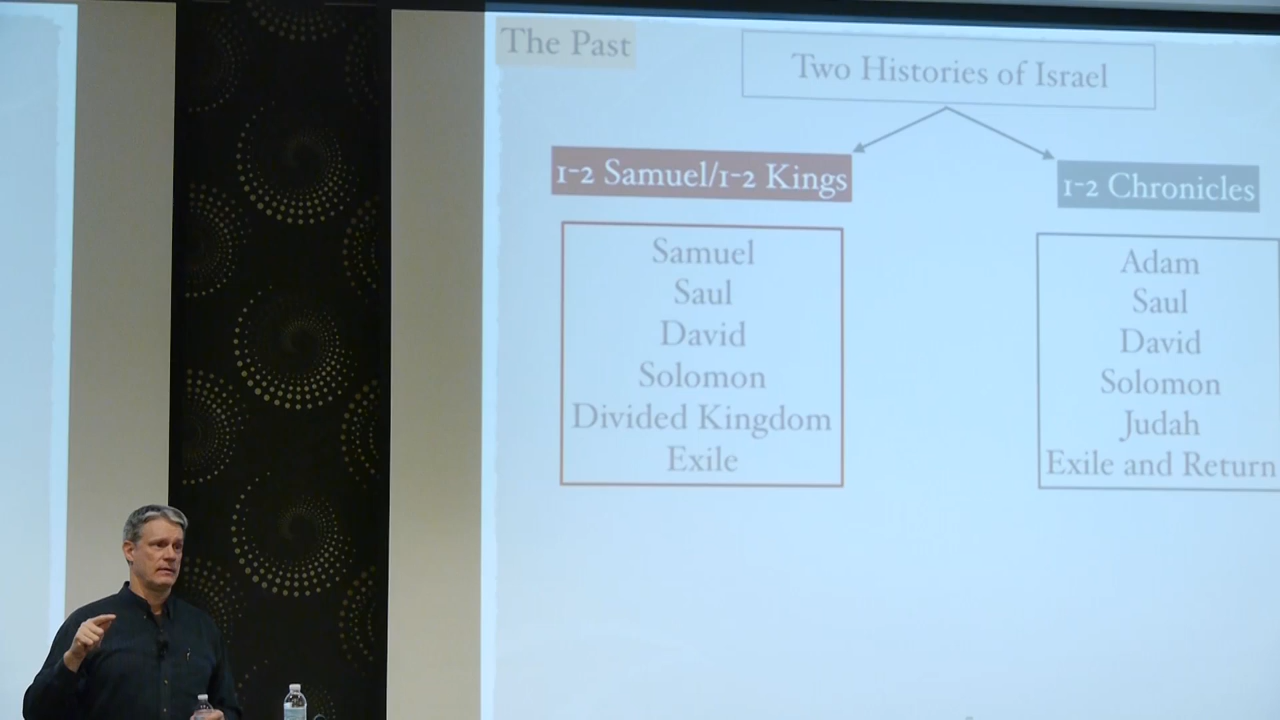 The Past
Two Histories of Israel
1-2 Samuel/1-2 Kings
1-2 Chronicles
Samuel
Saul
David
Solomon
Divided Kingdom
Exile
Adam
Saul
David
Solomon
Judah
Exile and Return